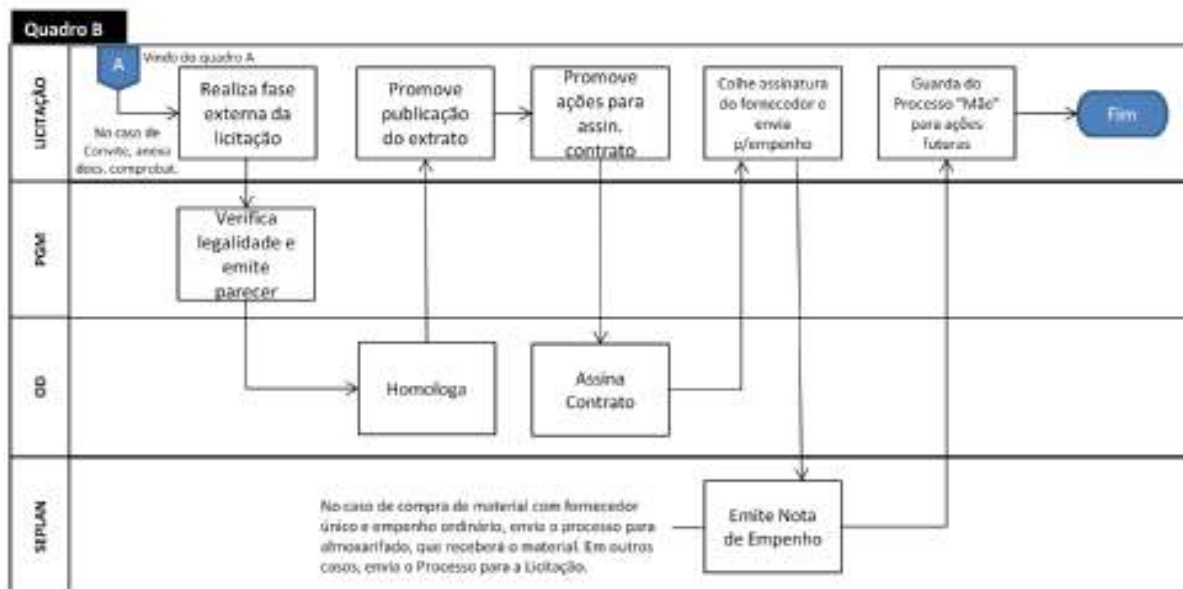 Quadro B
A
Vindo do quadro A
LICITAÇÃO
No caso de
Convite, anexa
docs. comprobat.
Realiza fase
externa da
licitação
Promove
publicação
do extrato
Promove
ações para
assin.
contrato
Colhe assinatura
do fornecedor e
envia
p/empenho
Guarda do
Processo "Mãe"
para ações
futuras
Fim
PGM
Verifica
legalidade e
emite
parecer
OD
Homologa
Assina
Contrato
SEPLAN
No caso de compra de material com fornecedor
único e empenho ordinário, envia o processo para
almoxarifado, que receberá o material. Em outros
casos, envia o Processo para a Licitação.
Emite Nota
de Empenho